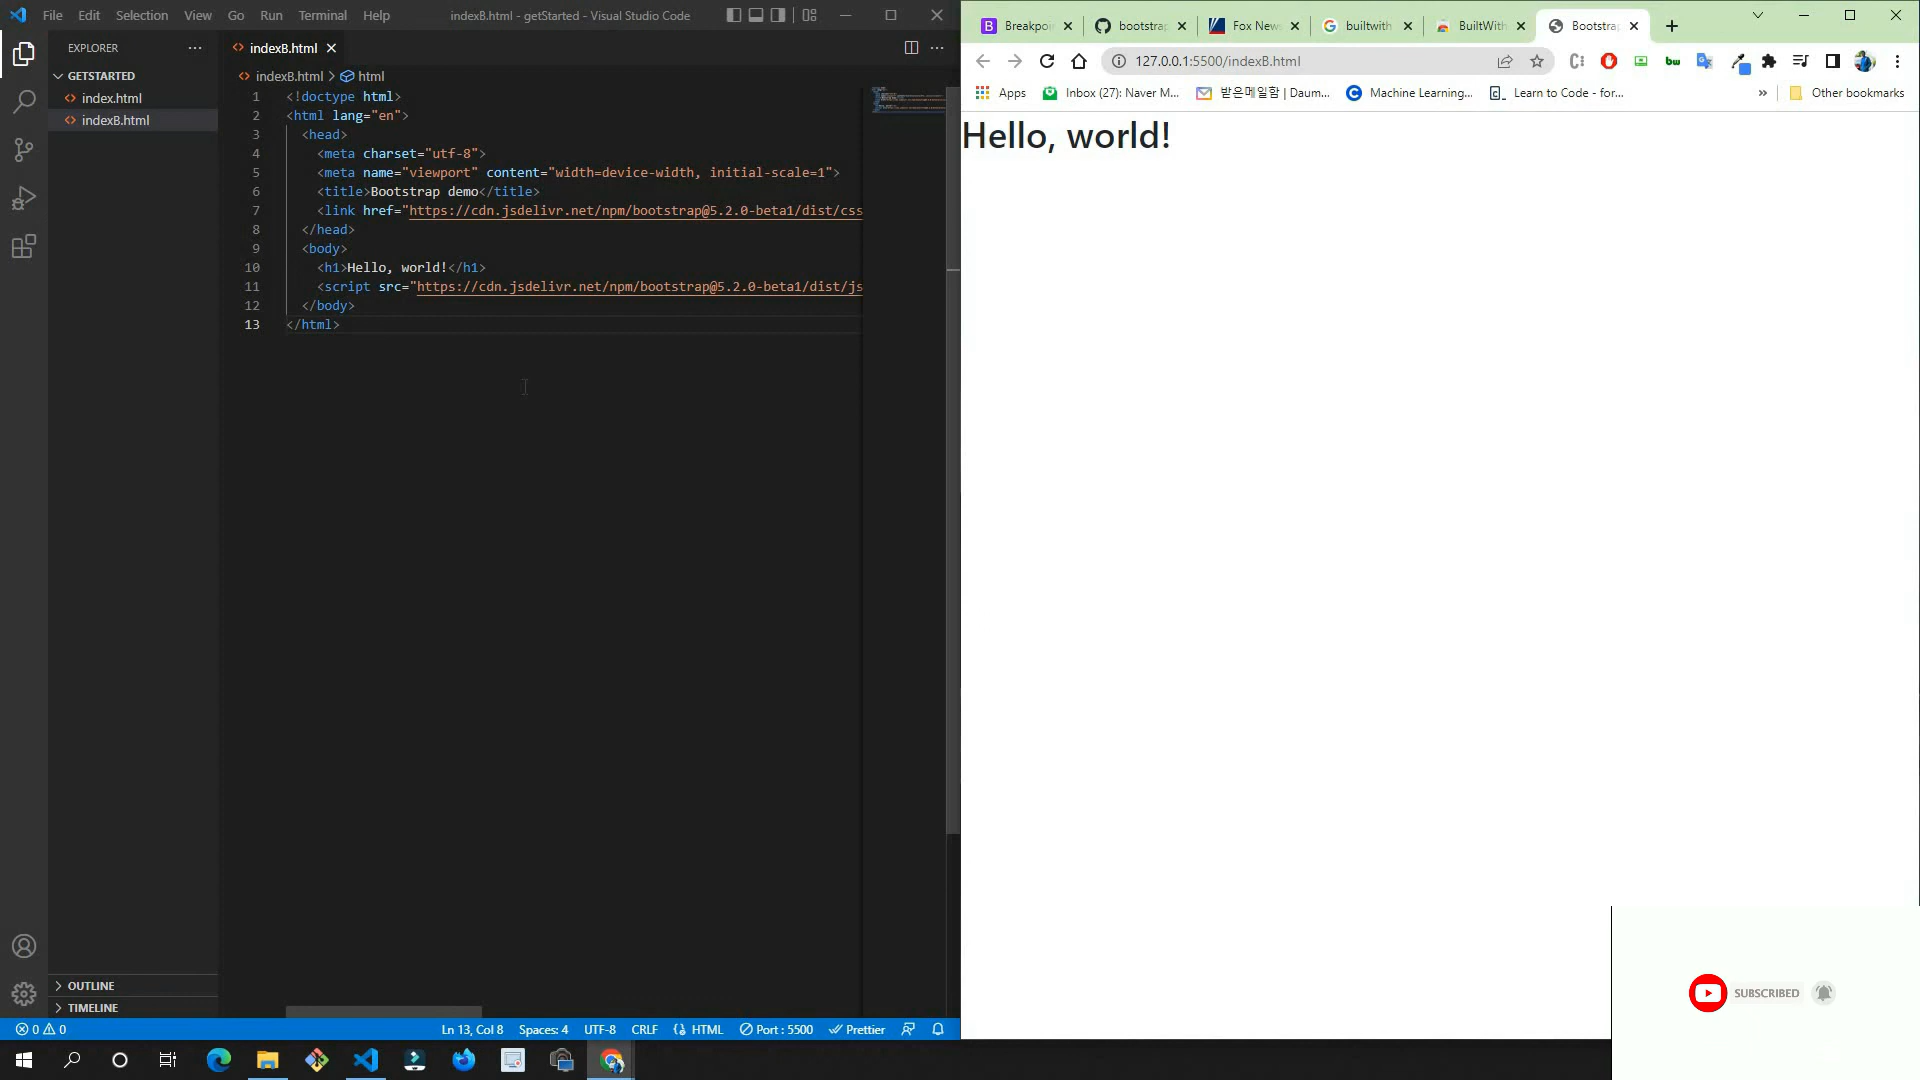 File Edit Selection View Go Run Terminal Help
indexB.html - getStarted - Visual Studio Code
EXPLORER
GETSTARTED
index.html
indexB.html
OUTLINE
TIMELINE
indexB.html
indexB.html > html
1 <!doctype html>
2 <html lang="en">
3 <head>
4 <meta charset="utf-8">
5 <meta name="viewport" content="width=device-width, initial-scale=1">
6 <title>Bootstrap demo</title>
7 <link href="https://cdn.jsdelivr.net/npm/bootstrap@5.2.0-beta1/dist/css
8 </head>
9 <body>
10 <h1>Hello, world!</h1>
11 <script src="https://cdn.jsdelivr.net/npm/bootstrap@5.2.0-beta1/dist/js
12 </body>
13 </html>
0 0 Ln 13, Col 8 Spaces: 4 UTF-8 CRLF HTML Port : 5500 Prettier
Breakpoi bootstrap Fox News builtwith BuiltWith Bootstrap
127.0.0.1:5500/indexB.html
Apps Inbox (27): Naver M... 받은메일함 | Daum... Machine Learning... Learn to Code - for... » Other bookmarks
Hello, world!
SUBSCRIBED